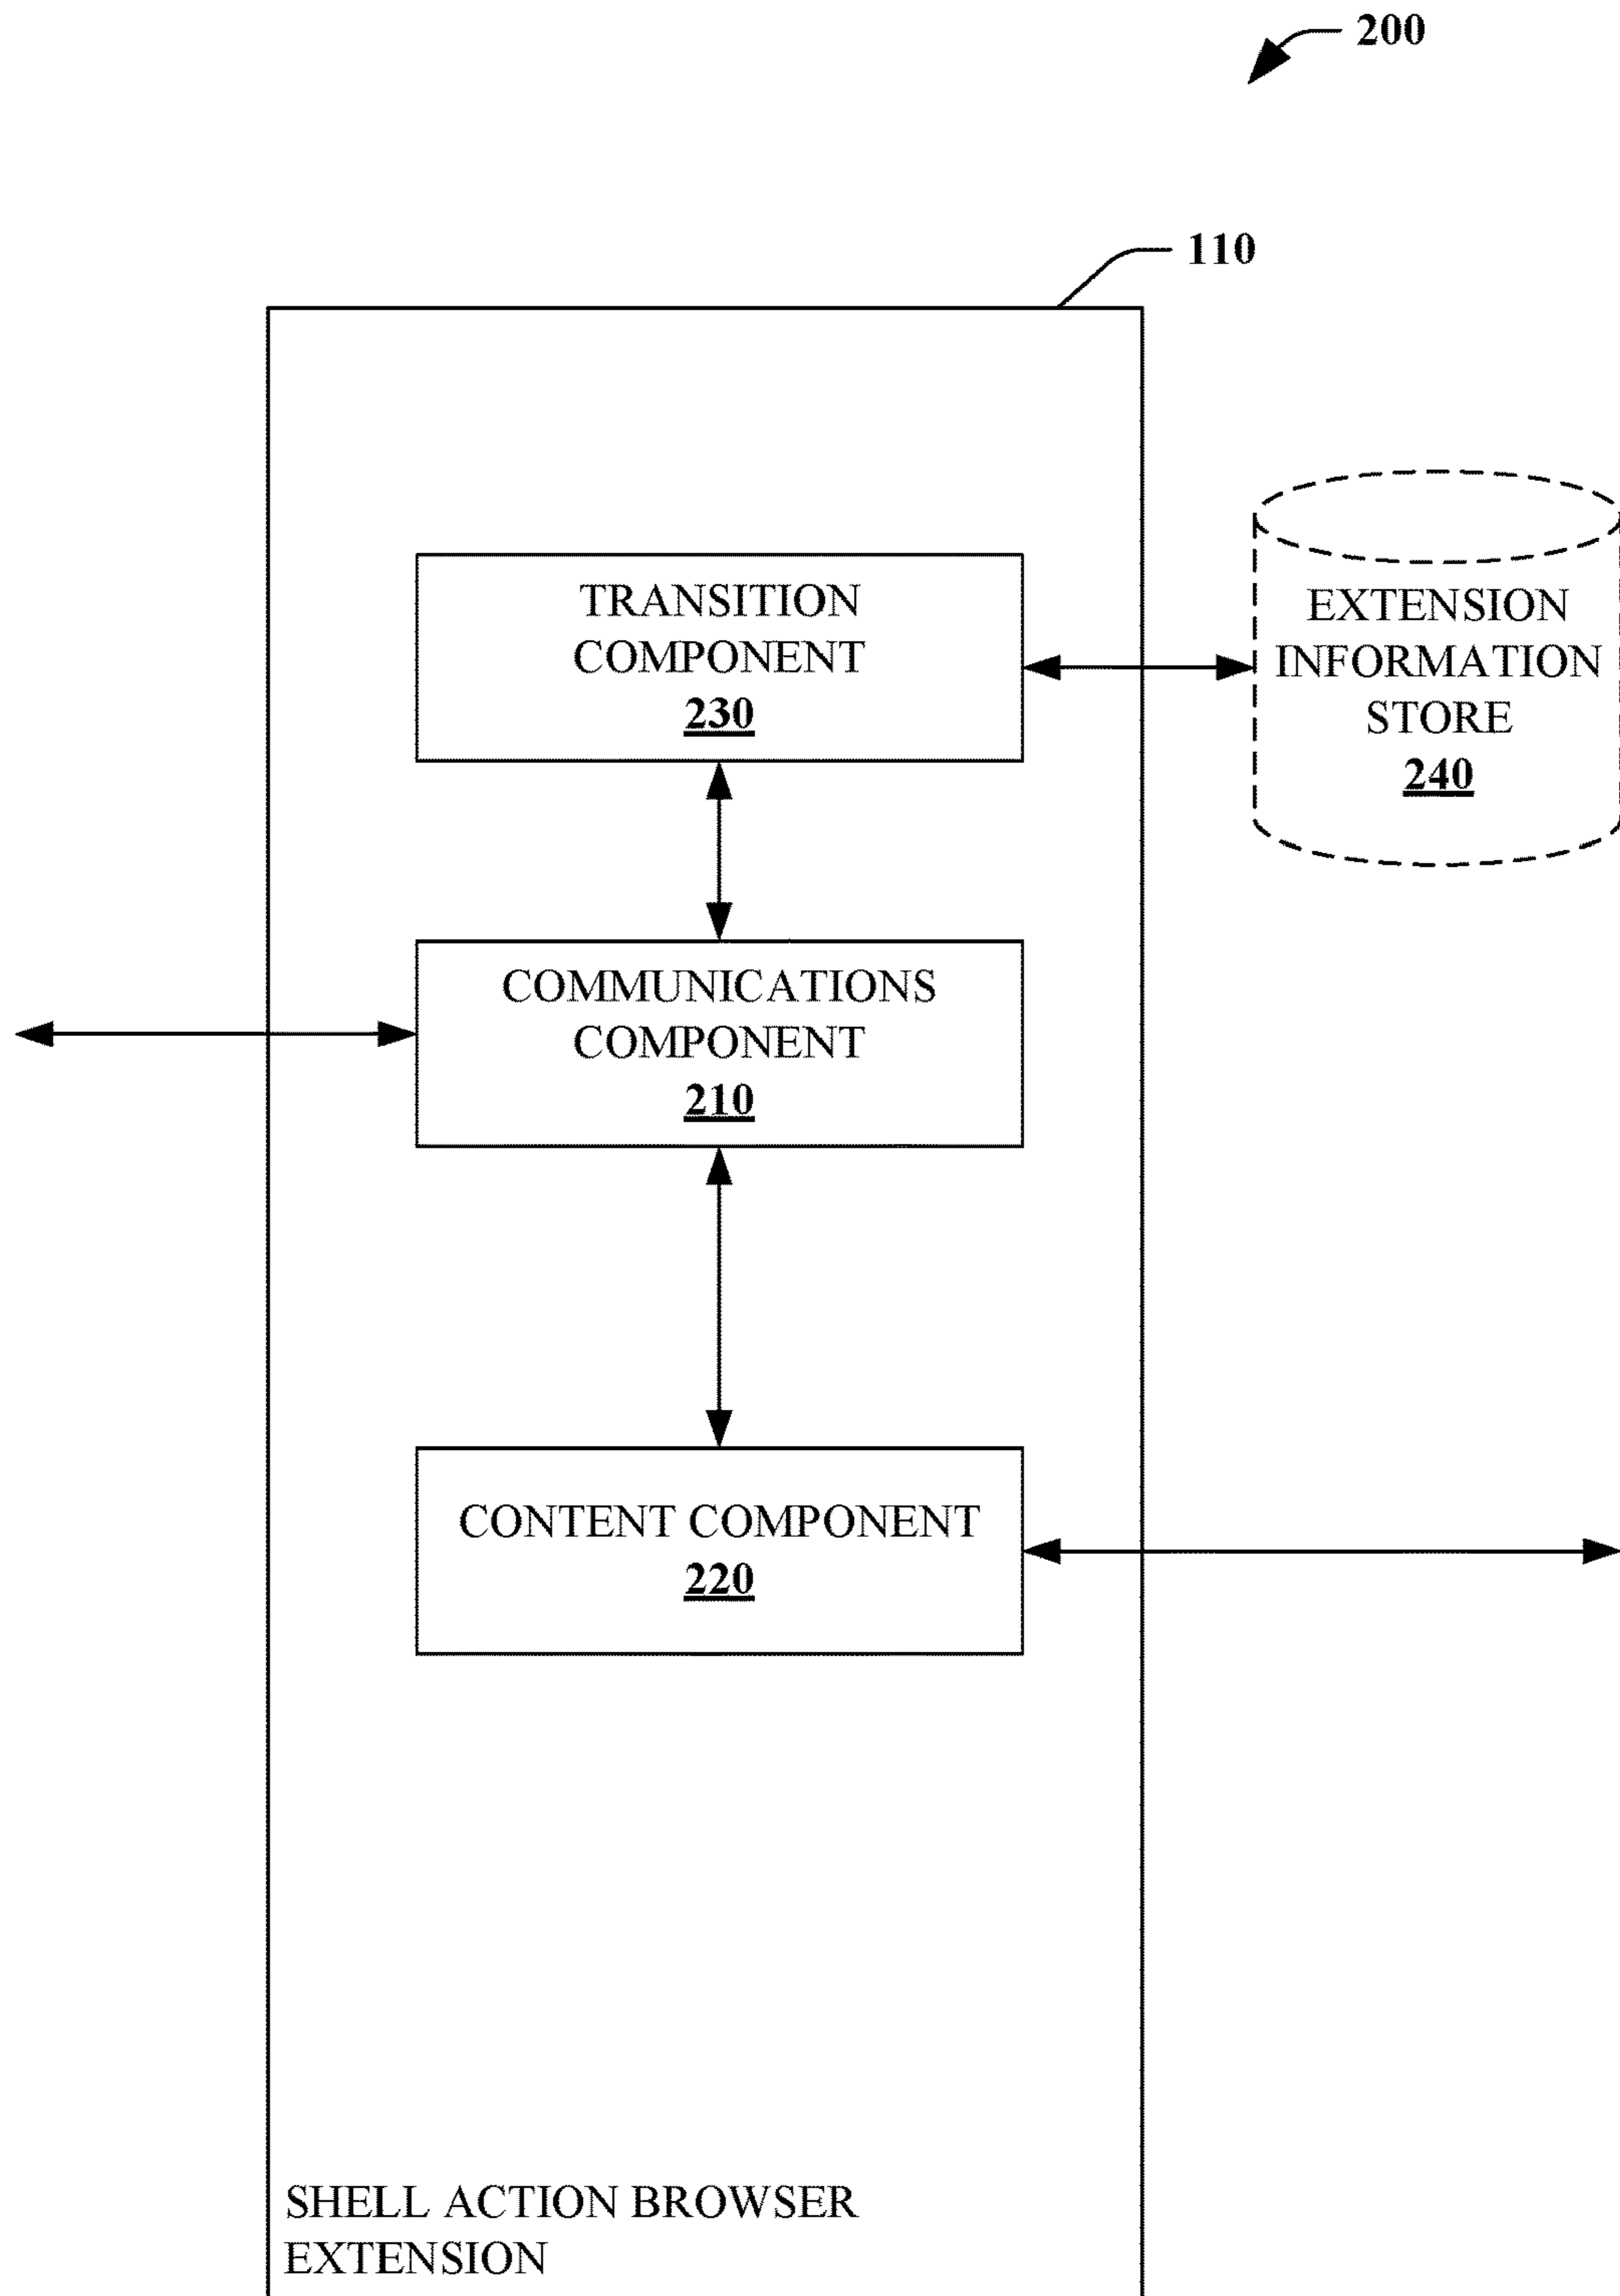 200
110
TRANSITION
COMPONENT
230
EXTENSION
INFORMATION
STORE
240
COMMUNICATIONS
COMPONENT
210
CONTENT COMPONENT
220
SHELL ACTION BROWSER
EXTENSION